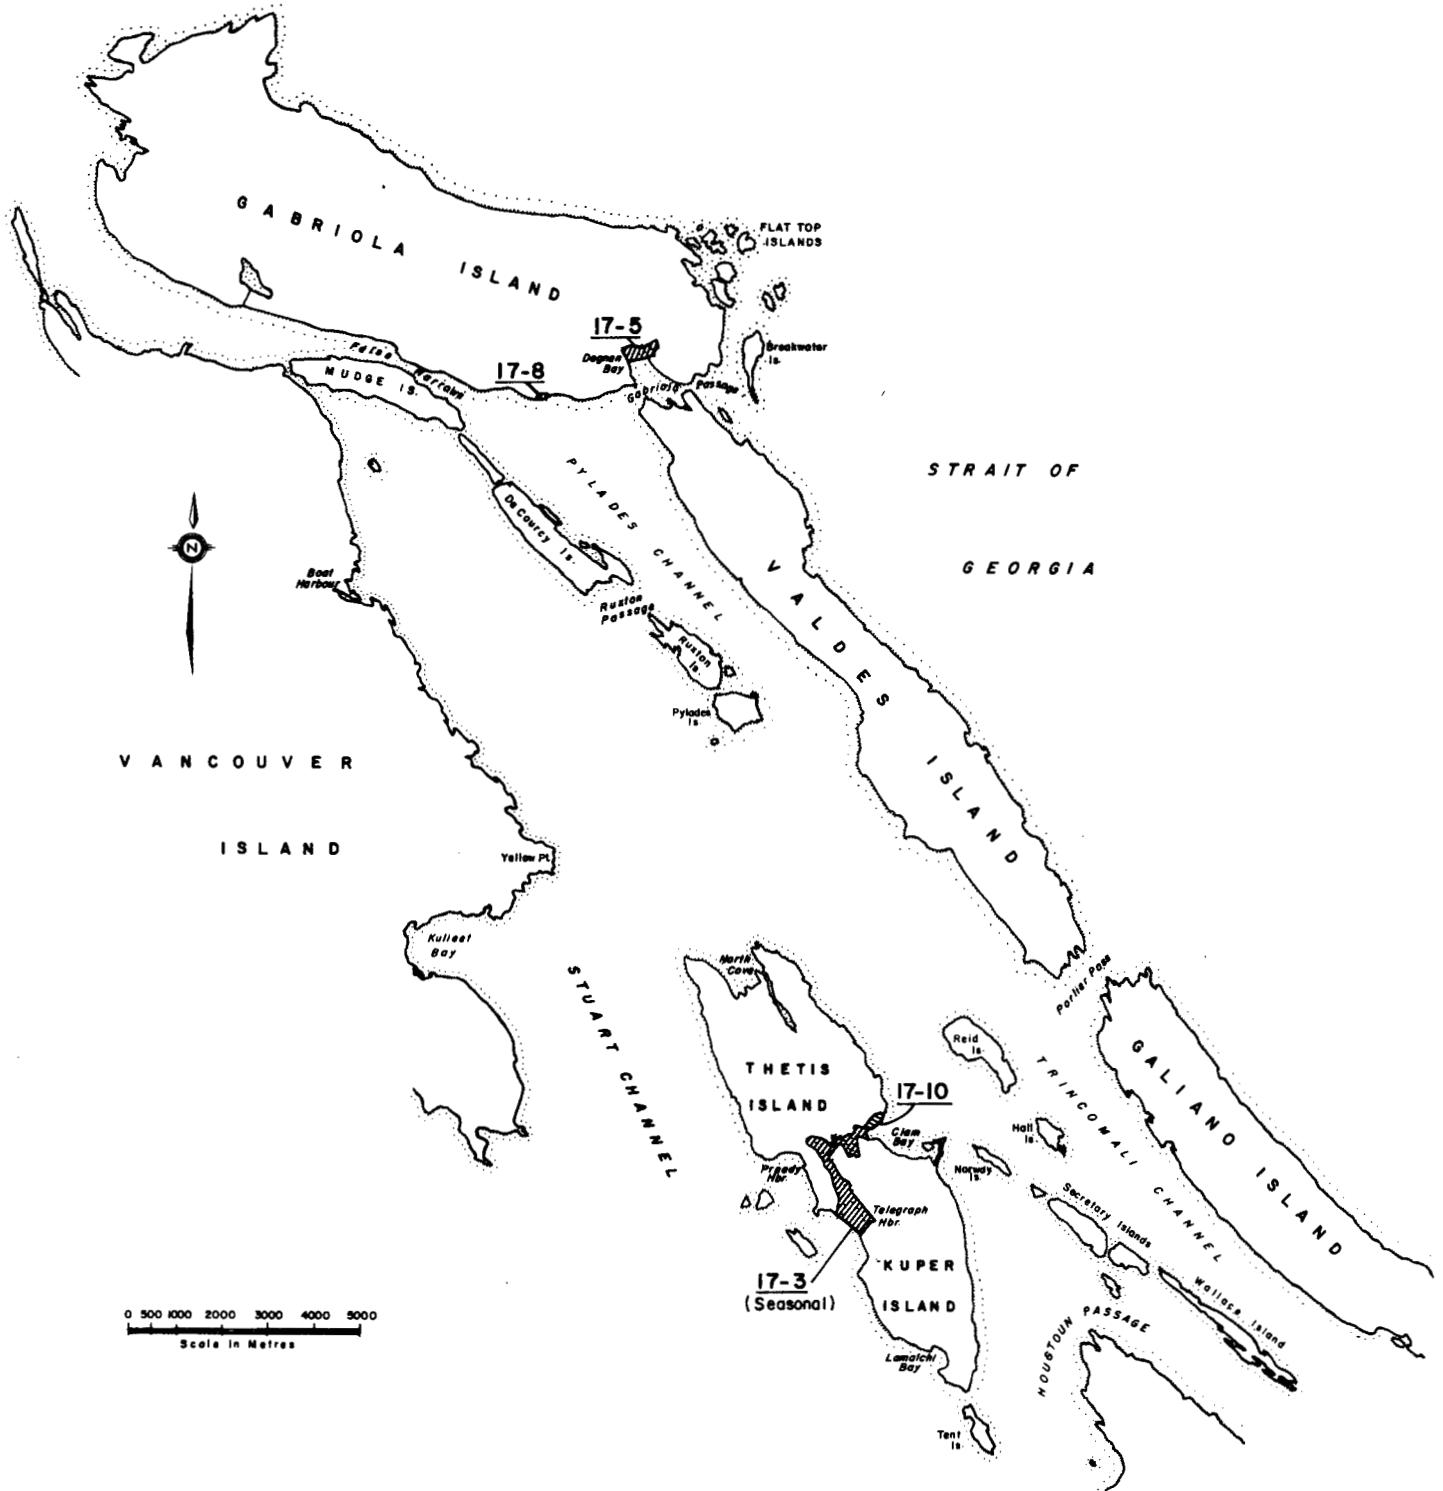 GABRIOLA ISLAND
FLAT TOP
ISLANDS
17-5
Degnen
Bay
Breakwater
Is.
False Narrows
MUDGE IS.
17-8
Gabriola Passage
STRAIT OF
GEORGIA
PYLADES CHANNEL
De Courcy Is.
N
Boat
Harbour
Ruxton
Passage
Ruxton
Is.
Pylades
Is.
VALDES ISLAND
VANCOUVER
ISLAND
Yellow Pt.
Kulleet
Bay
STUART CHANNEL
North
Cove
Porlier Pass
Reid
Is.
THETIS
ISLAND
17-10
Clam
Bay
Hall
Is.
Norway
Is.
TRINCOMALI CHANNEL
GALIANO ISLAND
Preedy
Hbr.
Telegraph
Hbr.
Secretary Islands
17-3
(Seasonal)
KUPER
ISLAND
Wallace Island
HOUSTOUN PASSAGE
0 500 1000 2000 3000 4000 5000
Scale in Metres
Lamalchi
Bay
Tent
Is.